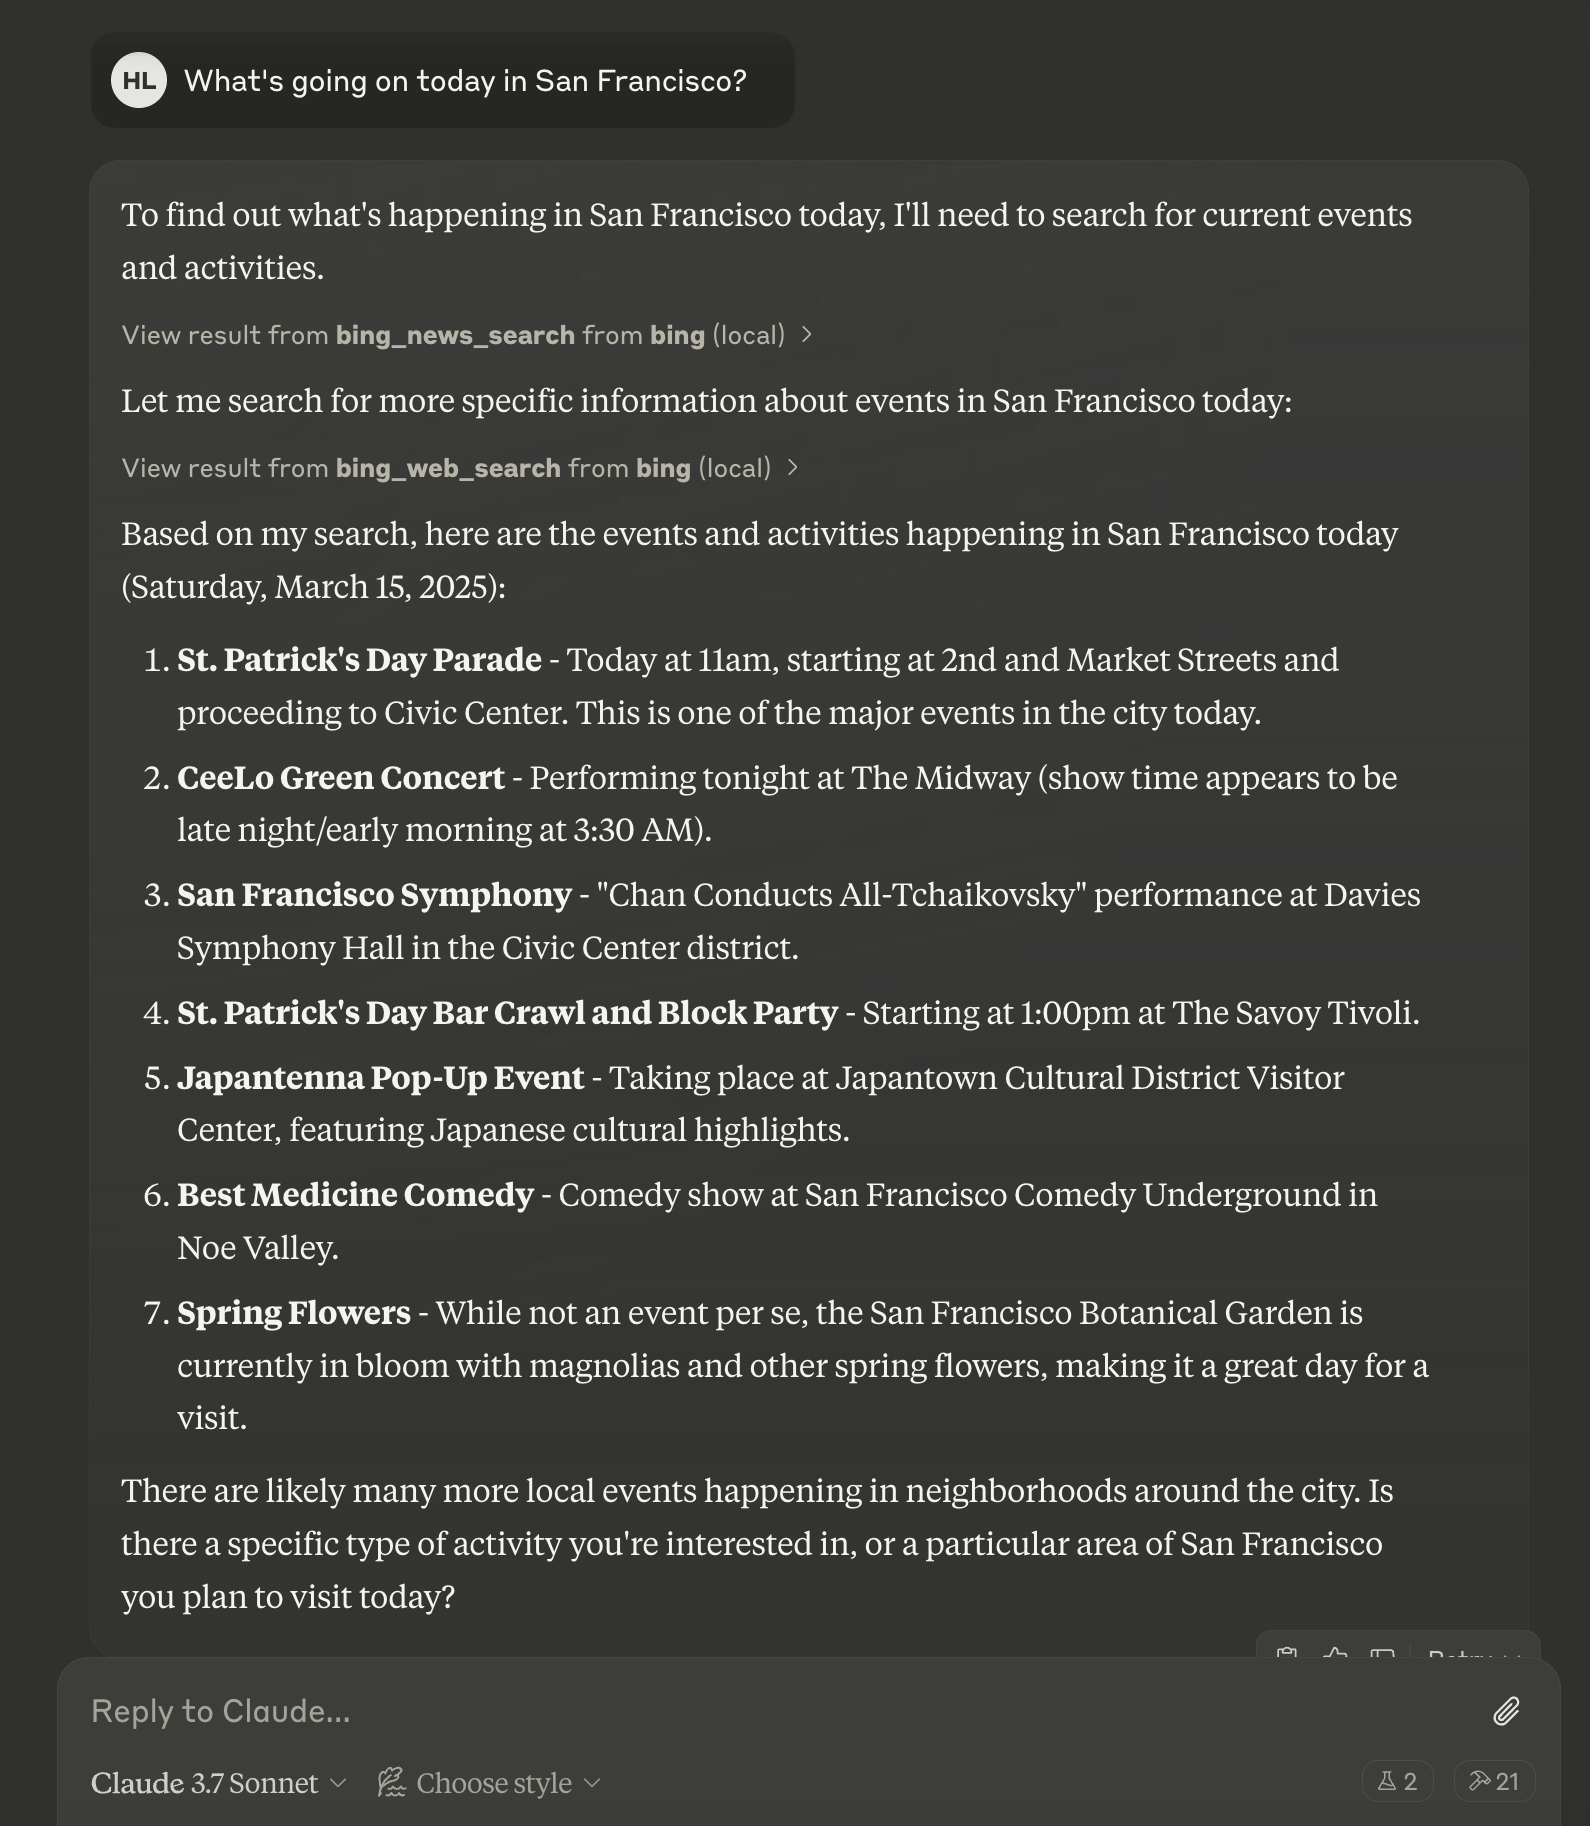 HL What's going on today in San Francisco?
To find out what's happening in San Francisco today, I'll need to search for current events
and activities.
View result from bing_news_search from bing (local)
Let me search for more specific information about events in San Francisco today:
View result from bing_web_search from bing (local)
Based on my search, here are the events and activities happening in San Francisco today
(Saturday, March 15, 2025):
1. St. Patrick's Day Parade - Today at 11am, starting at 2nd and Market Streets and
proceeding to Civic Center. This is one of the major events in the city today.
2. CeeLo Green Concert - Performing tonight at The Midway (show time appears to be
late night/early morning at 3:30 AM).
3. San Francisco Symphony - "Chan Conducts All-Tchaikovsky" performance at Davies
Symphony Hall in the Civic Center district.
4. St. Patrick's Day Bar Crawl and Block Party - Starting at 1:00pm at The Savoy Tivoli.
5. Japantenna Pop-Up Event - Taking place at Japantown Cultural District Visitor
Center, featuring Japanese cultural highlights.
6. Best Medicine Comedy - Comedy show at San Francisco Comedy Underground in
Noe Valley.
7. Spring Flowers - While not an event per se, the San Francisco Botanical Garden is
currently in bloom with magnolias and other spring flowers, making it a great day for a
visit.
There are likely many more local events happening in neighborhoods around the city. Is
there a specific type of activity you're interested in, or a particular area of San Francisco
you plan to visit today?
Retry
Reply to Claude...
Claude 3.7 Sonnet Choose style 2 21